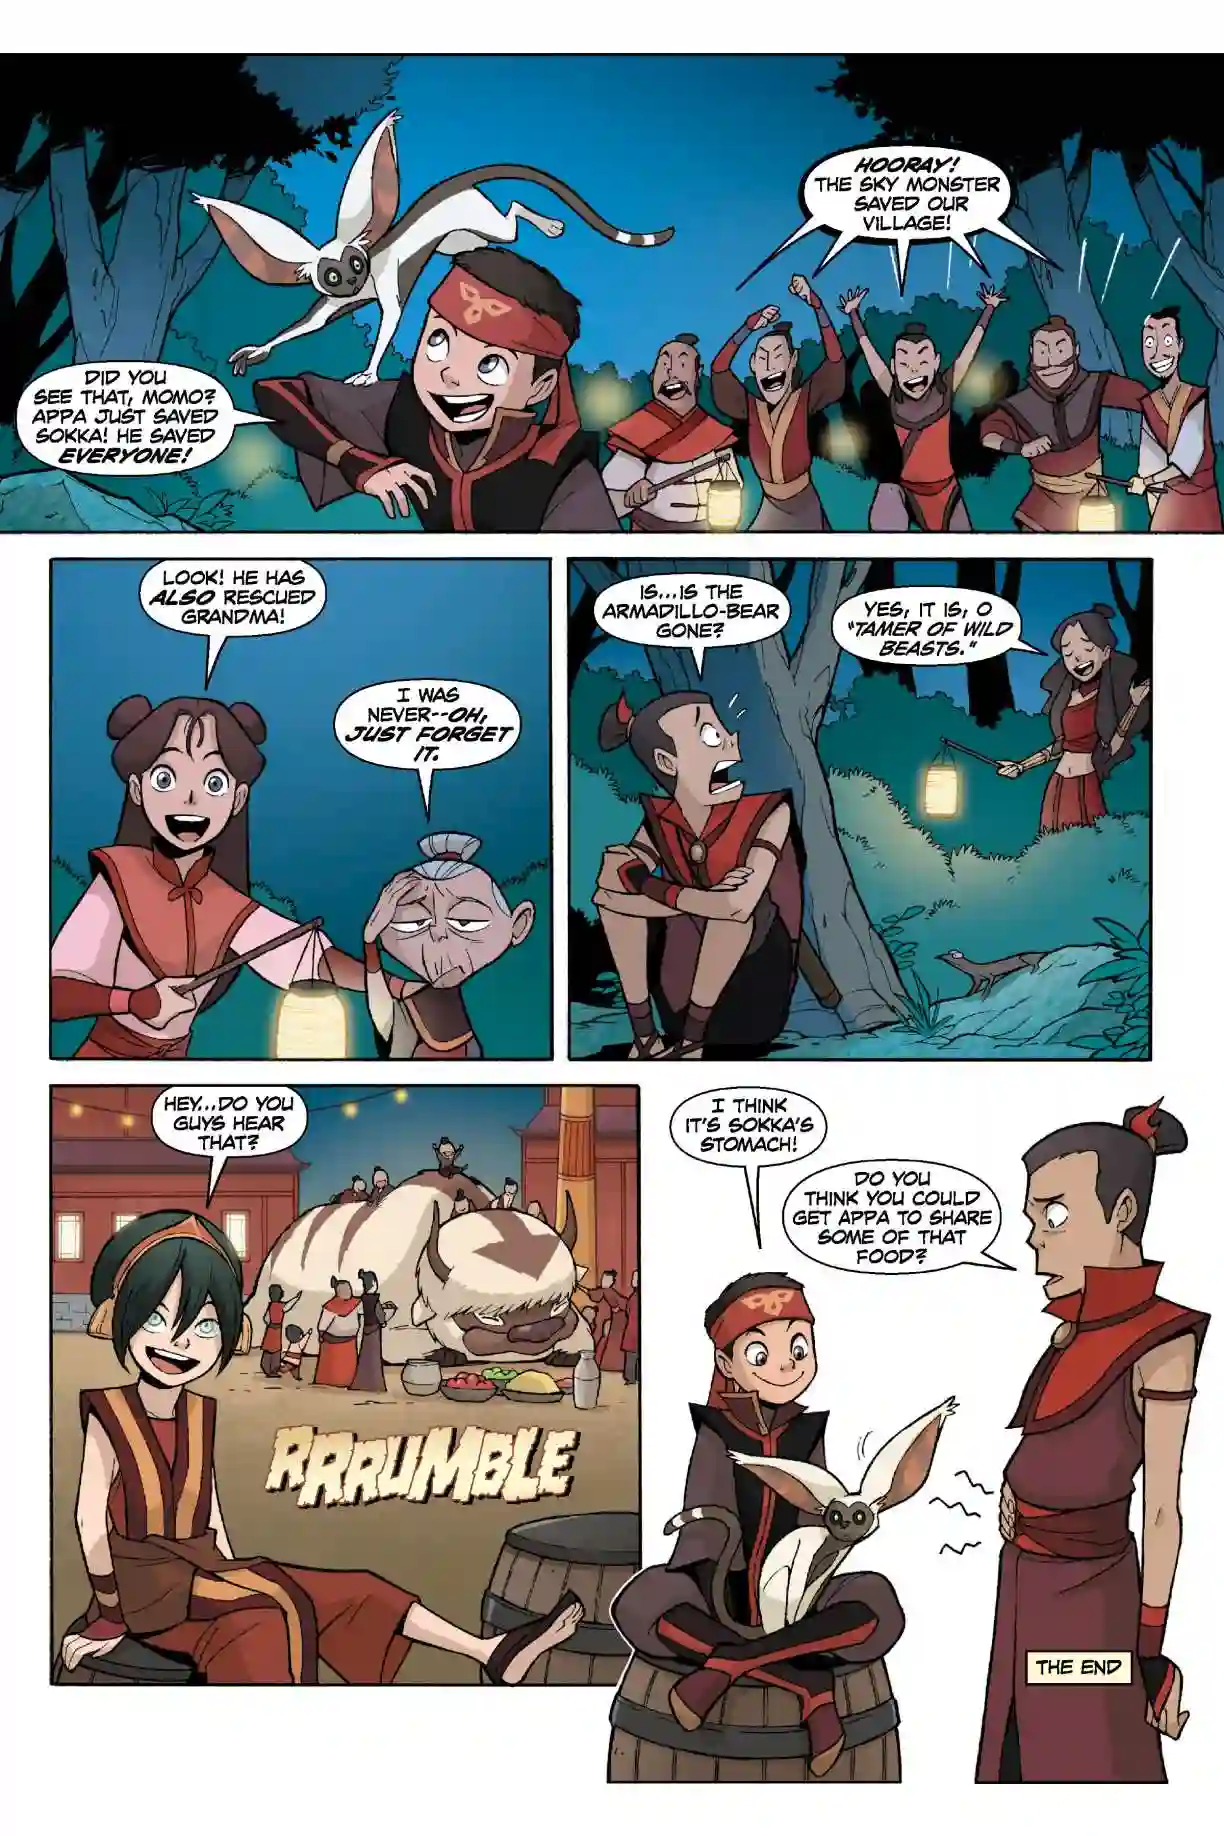 HOORAY!
THE SKY MONSTER
SAVED OUR
VILLAGE!
DID YOU
SEE THAT, MOMO?
APPA JUST SAVED
SOKKA! HE SAVED
EVERYONE!
LOOK! HE HAS
ALSO RESCUED
GRANDMA!
I WAS
NEVER--OH,
JUST FORGET
IT.
IS...IS THE
ARMADILLO-BEAR
GONE?
YES, IT IS, O
"TAMER OF WILD
BEASTS."
HEY...DO YOU
GUYS HEAR
THAT?
RRRUMBLE
I THINK
IT'S SOKKA'S
STOMACH!
DO YOU
THINK YOU COULD
GET APPA TO SHARE
SOME OF THAT
FOOD?
THE END